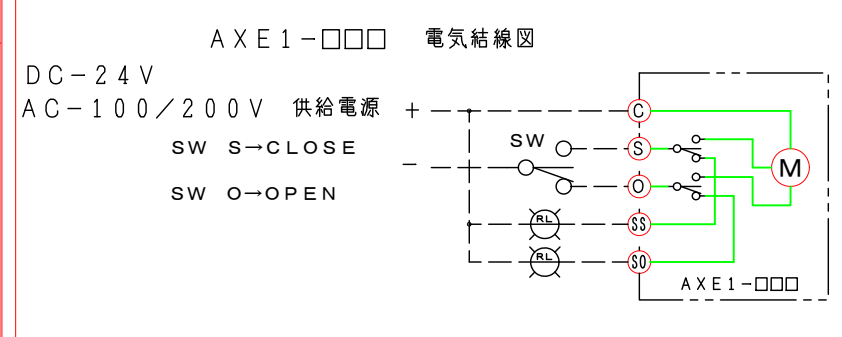 AXE1-□□□ 電気結線図
DC-24V
AC-100/200V 供給電源 +
SW S→CLOSE
-
SW O→OPEN
SW
C
S
O
SS
SO
RL
RL
M
AXE1-□□□